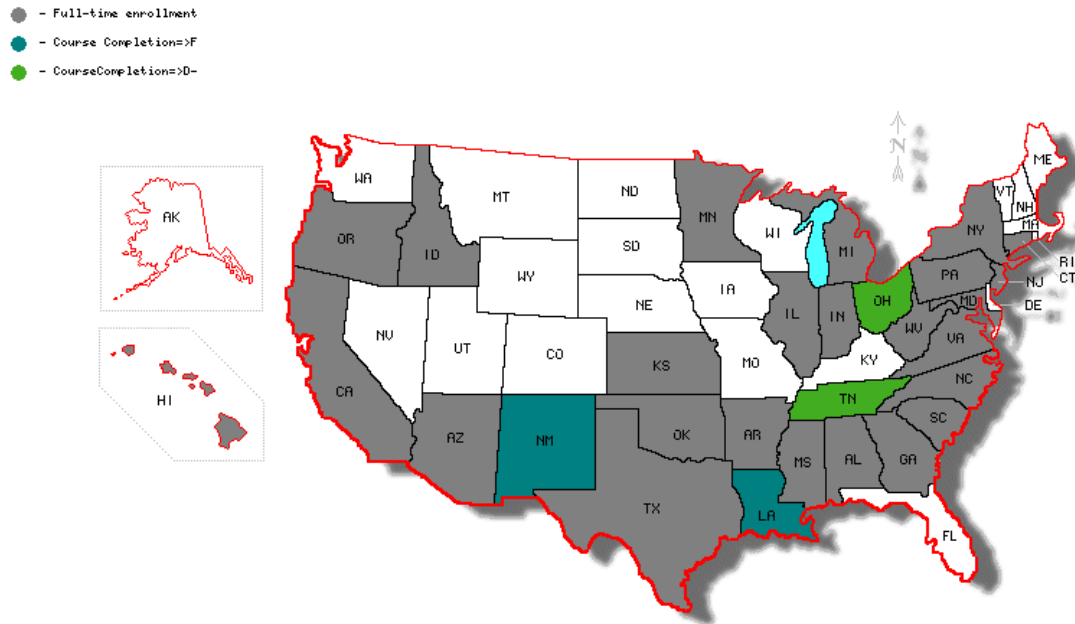 - Full-time enrollment
- Course Completion=>F
- CourseCompletion=>D-
N
ME
WA
VT
NH
MT
ND
MA
AK
MN
NY
OR
WI
ID
SD
MI
RI
WY
PA
CT
NJ
IA
NE
OH
MD
DE
IL
IN
WV
NV
VA
UT
CO
KY
MO
KS
NC
CA
TN
HI
SC
AZ
NM
OK
AR
GA
MS
AL
TX
LA
FL